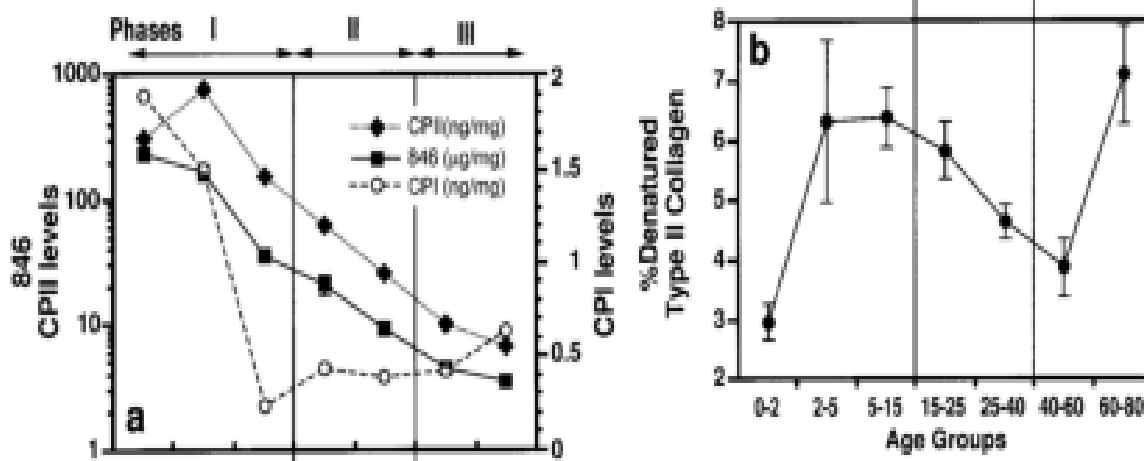 Phases I II III
1000
100
10
1
846
CPII levels
CPII(ng/mg)
846 (µg/mg)
CPI (ng/mg)
2
1.5
1
0.5
0
CPI levels
a
b
8
7
6
5
4
3
2
%Denatured
Type II Collagen
0-2 2-5 5-15 15-25 25-40 40-60 60-80
Age Groups